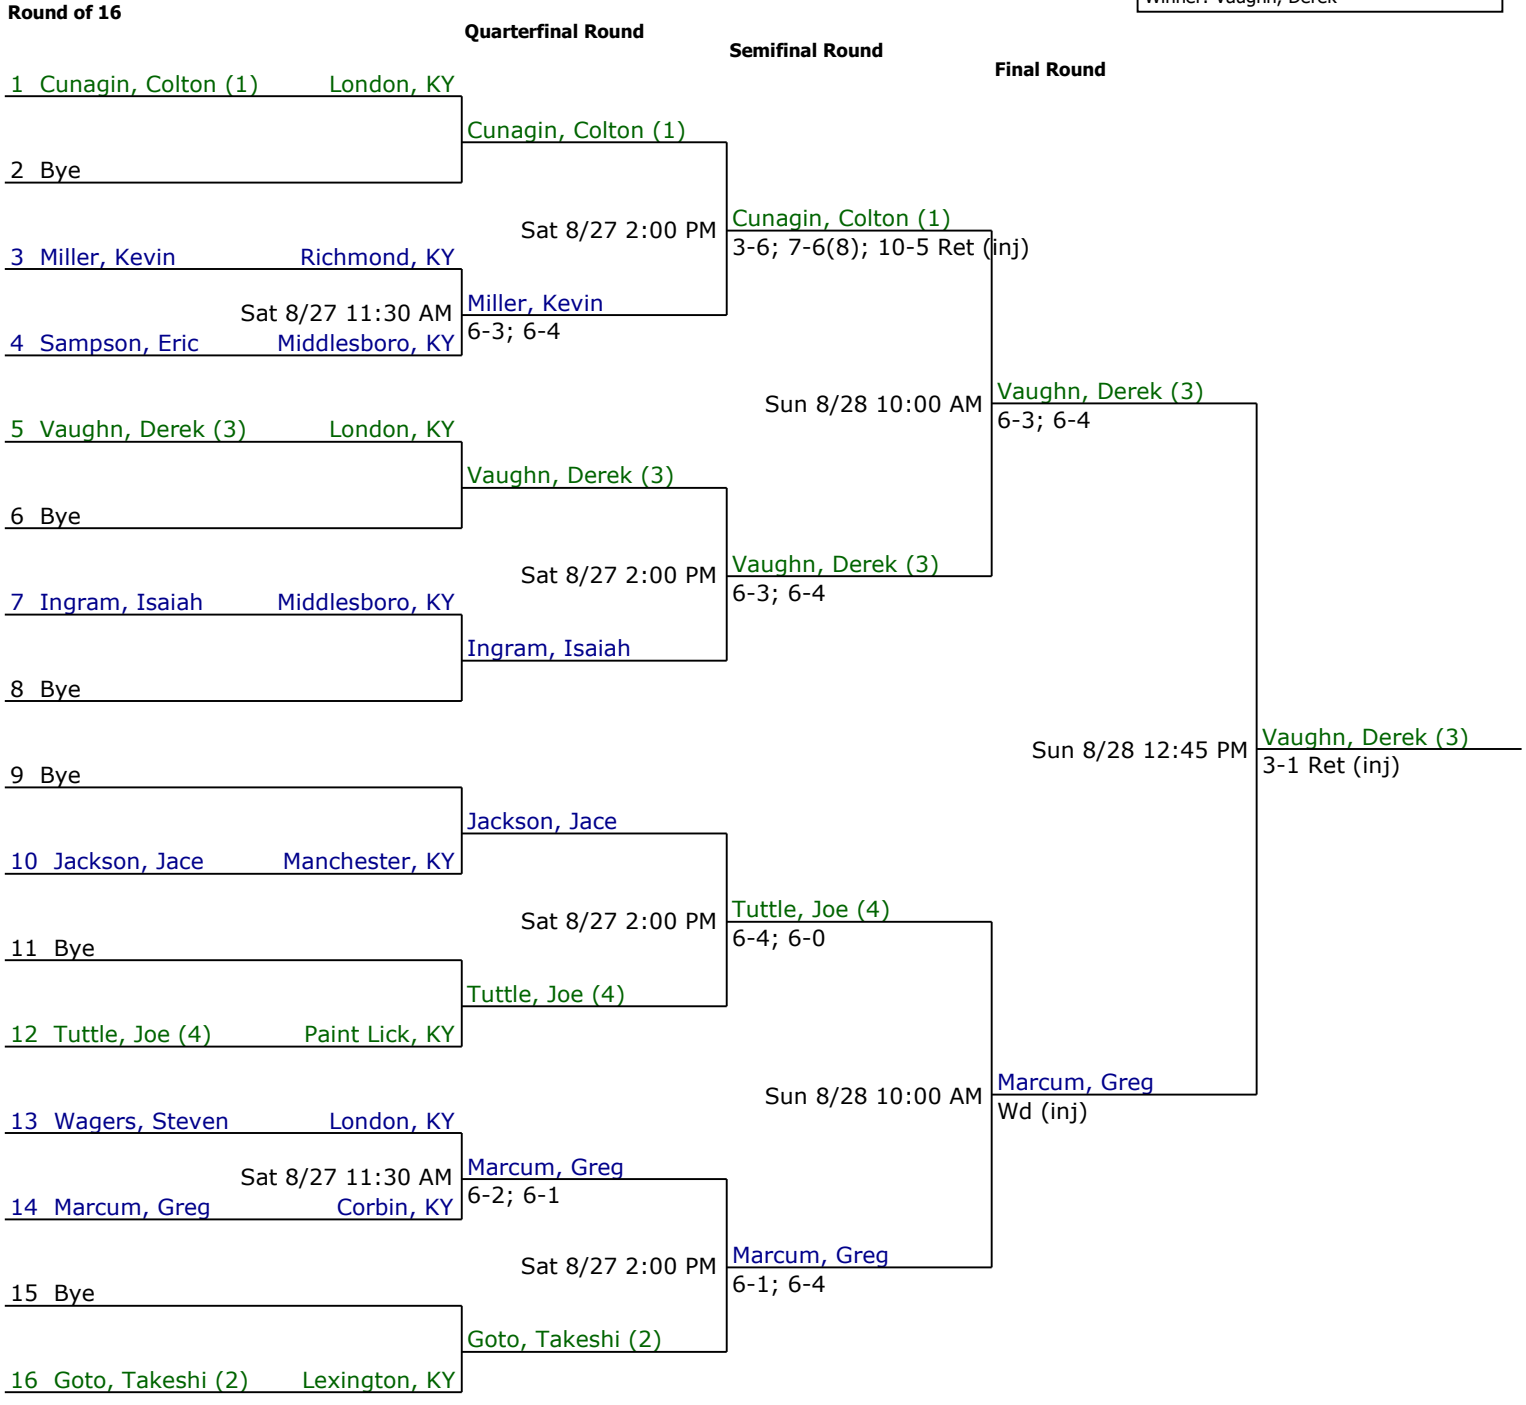 Winner: Vaughn, Derek
Round of 16
Quarterfinal Round
Semifinal Round
Final Round
1 Cunagin, Colton (1) London, KY
Cunagin, Colton (1)
2 Bye
Sat 8/27 2:00 PM
Cunagin, Colton (1)
3-6; 7-6(8); 10-5 Ret (inj)
3 Miller, Kevin Richmond, KY
Sat 8/27 11:30 AM
Miller, Kevin
6-3; 6-4
4 Sampson, Eric Middlesboro, KY
Sun 8/28 10:00 AM
Vaughn, Derek (3)
6-3; 6-4
5 Vaughn, Derek (3) London, KY
Vaughn, Derek (3)
6 Bye
Sat 8/27 2:00 PM
Vaughn, Derek (3)
6-3; 6-4
7 Ingram, Isaiah Middlesboro, KY
Ingram, Isaiah
8 Bye
Sun 8/28 12:45 PM
Vaughn, Derek (3)
3-1 Ret (inj)
9 Bye
Jackson, Jace
10 Jackson, Jace Manchester, KY
Sat 8/27 2:00 PM
Tuttle, Joe (4)
6-4; 6-0
11 Bye
Tuttle, Joe (4)
12 Tuttle, Joe (4) Paint Lick, KY
Sun 8/28 10:00 AM
Marcum, Greg
Wd (inj)
13 Wagers, Steven London, KY
Sat 8/27 11:30 AM
Marcum, Greg
6-2; 6-1
14 Marcum, Greg Corbin, KY
Sat 8/27 2:00 PM
Marcum, Greg
6-1; 6-4
15 Bye
Goto, Takeshi (2)
16 Goto, Takeshi (2) Lexington, KY